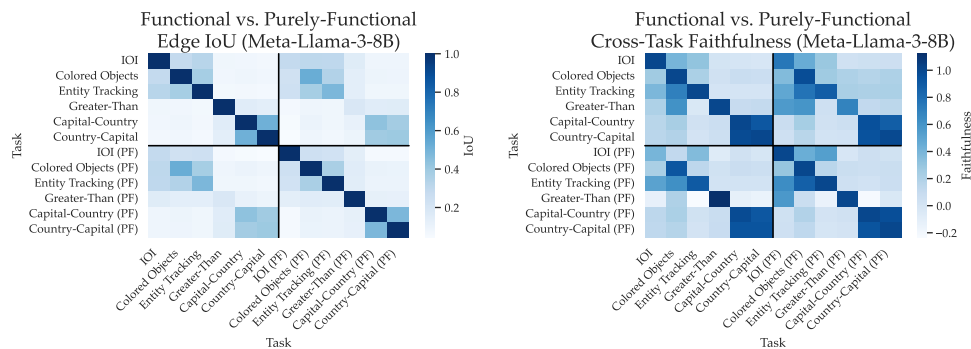 Functional vs. Purely-Functional
Edge IoU (Meta-Llama-3-8B)
Task
IOI
Colored Objects
Entity Tracking
Greater-Than
Capital-Country
Country-Capital
IOI (PF)
Colored Objects (PF)
Entity Tracking (PF)
Greater-Than (PF)
Capital-Country (PF)
Country-Capital (PF)
IOI
Colored Objects
Entity Tracking
Greater-Than
Capital-Country
Country-Capital
IOI (PF)
Colored Objects (PF)
Entity Tracking (PF)
Greater-Than (PF)
Capital-Country (PF)
Country-Capital (PF)
Task
1.0
0.8
0.6
0.4
0.2
IoU
Functional vs. Purely-Functional
Cross-Task Faithfulness (Meta-Llama-3-8B)
Task
IOI
Colored Objects
Entity Tracking
Greater-Than
Capital-Country
Country-Capital
IOI (PF)
Colored Objects (PF)
Entity Tracking (PF)
Greater-Than (PF)
Capital-Country (PF)
Country-Capital (PF)
IOI
Colored Objects
Entity Tracking
Greater-Than
Capital-Country
Country-Capital
IOI (PF)
Colored Objects (PF)
Entity Tracking (PF)
Greater-Than (PF)
Capital-Country (PF)
Country-Capital (PF)
Task
1.0
0.8
0.6
0.4
0.2
0.0
−0.2
Faithfulness